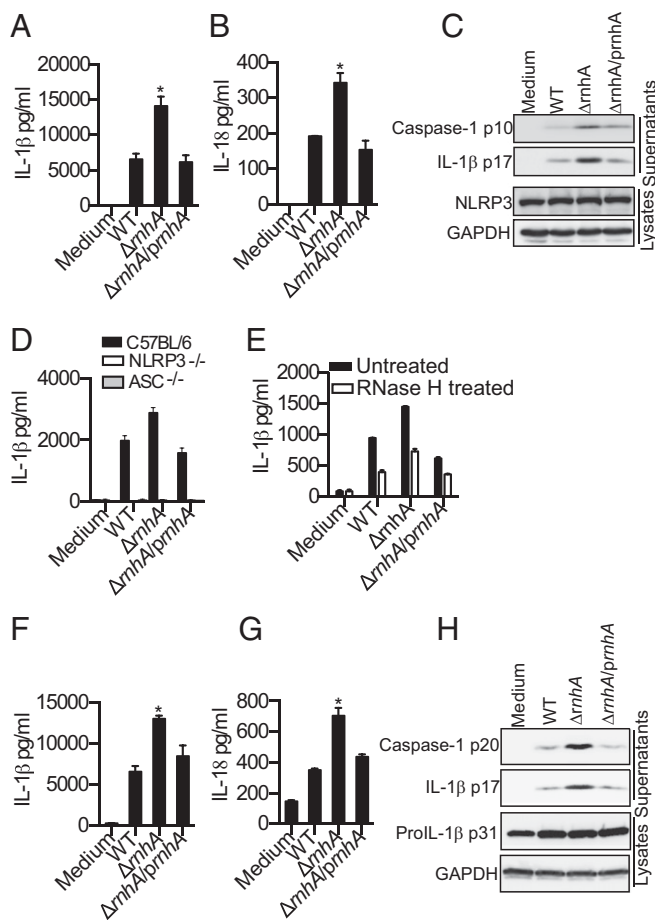 A
IL-1β pg/ml
20000
15000
10000
5000
0
*
Medium
WT
ΔrnhA
ΔrnhA/prnhA
B
IL-18 pg/ml
400
300
200
100
0
*
Medium
WT
ΔrnhA
ΔrnhA/prnhA
C
Medium
WT
ΔrnhA
ΔrnhA/prnhA
Caspase-1 p10
IL-1β p17
NLRP3
GAPDH
Supernatants
Lysates
D
C57BL/6
NLRP3 -/-
ASC -/-
IL-1β pg/ml
4000
2000
0
Medium
WT
ΔrnhA
ΔrnhA/prnhA
E
Untreated
RNase H treated
IL-1β pg/ml
2000
1500
1000
500
0
Medium
WT
ΔrnhA
ΔrnhA/prnhA
F
IL-1β pg/ml
15000
10000
5000
0
*
Medium
WT
ΔrnhA
ΔrnhA/prnhA
G
IL-18 pg/ml
800
600
400
200
0
*
Medium
WT
ΔrnhA
ΔrnhA/prnhA
H
Medium
WT
ΔrnhA
ΔrnhA/prnhA
Caspase-1 p20
IL-1β p17
ProIL-1β p31
GAPDH
Supernatants
Lysates